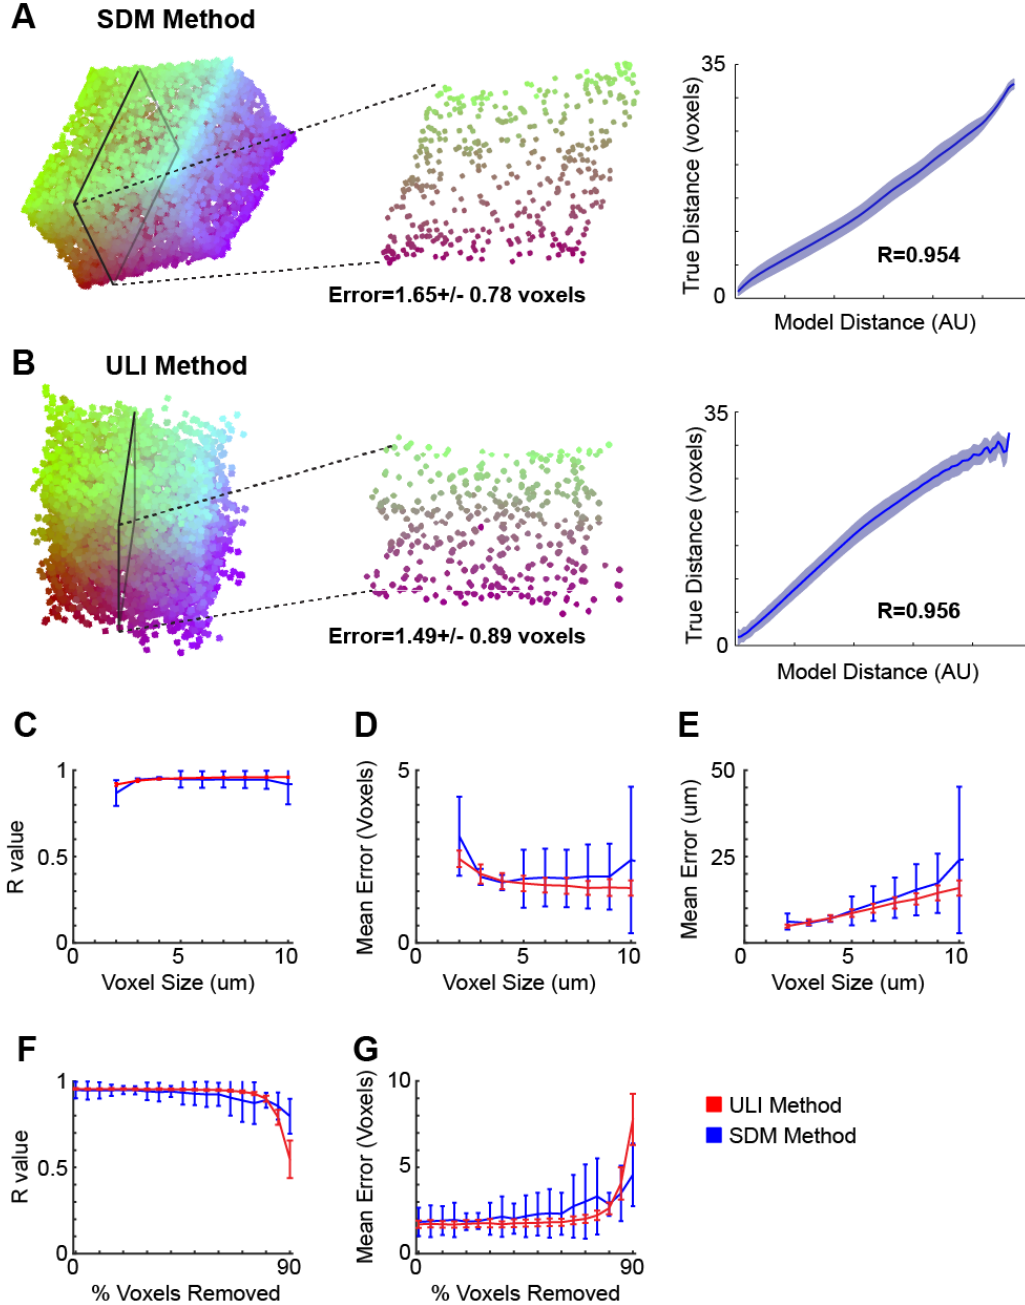 A
SDM Method
Error=1.65+/- 0.78 voxels
35
0
True Distance (voxels)
R=0.954
Model Distance (AU)
B
ULI Method
Error=1.49+/- 0.89 voxels
35
0
True Distance (voxels)
R=0.956
Model Distance (AU)
C
1
0.5
0
R value
0 5 10
Voxel Size (um)
D
5
0
Mean Error (Voxels)
0 5 10
Voxel Size (um)
E
50
25
Mean Error (um)
0 5 10
Voxel Size (um)
F
1
0.5
0
R value
0 90
% Voxels Removed
G
10
5
0
Mean Error (Voxels)
0 90
% Voxels Removed
ULI Method
SDM Method